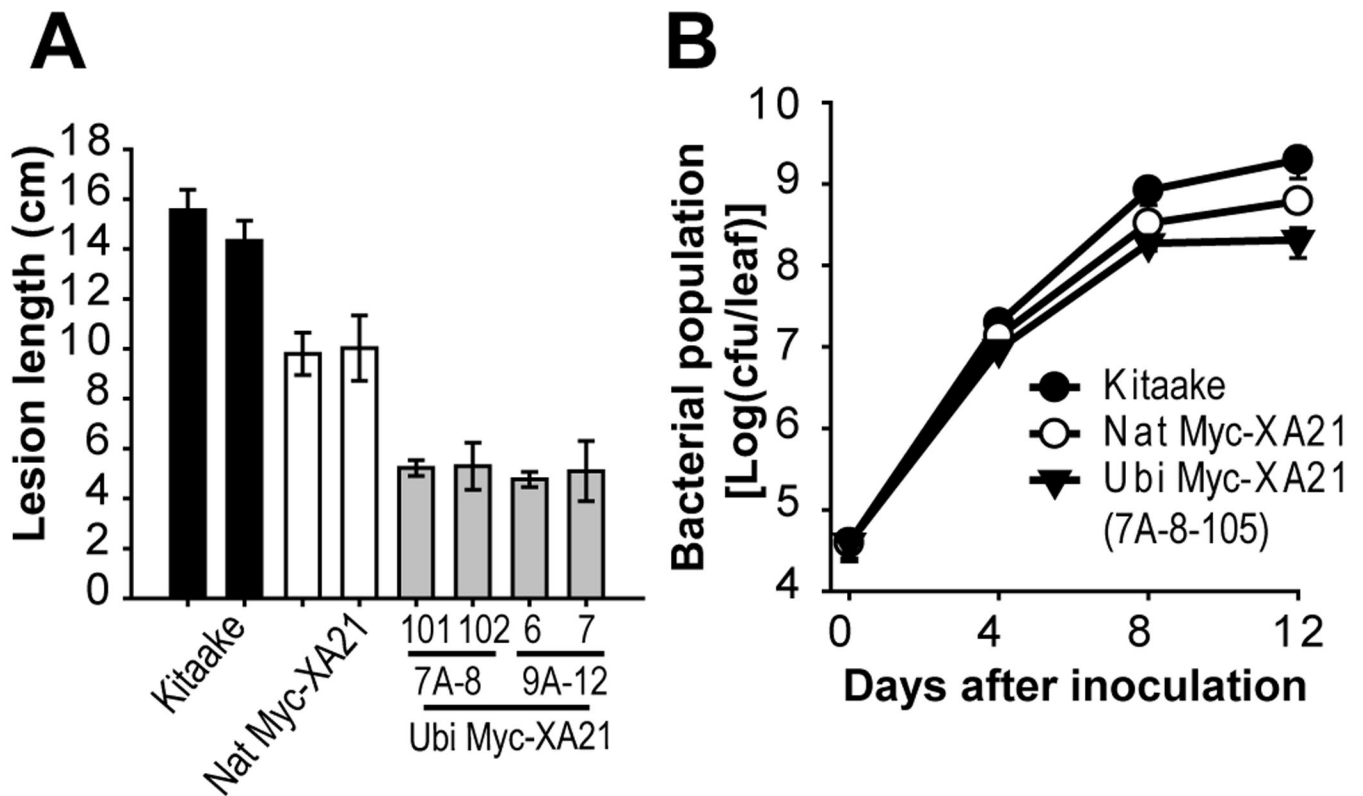 A
Lesion length (cm)
18
16
14
12
10
8
6
4
2
0
Kitaake
Nat Myc-XA21
101 102 6 7
7A-8 9A-12
Ubi Myc-XA21
B
Bacterial population
[Log(cfu/leaf)]
10
9
8
7
6
5
4
Kitaake
Nat Myc-XA21
Ubi Myc-XA21
(7A-8-105)
0 4 8 12
Days after inoculation